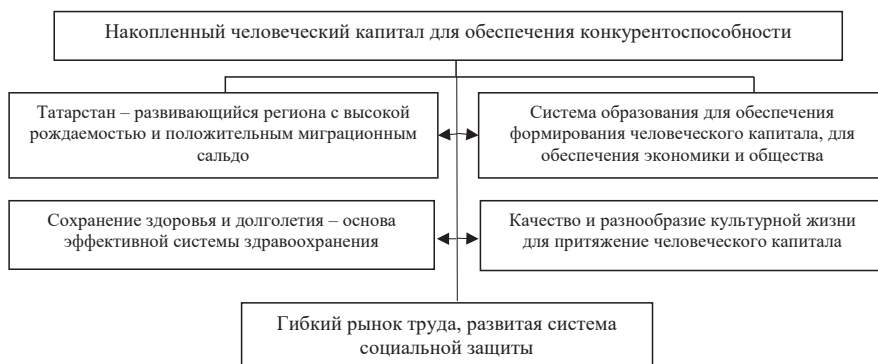 Накопленный человеческий капитал для обеспечения конкурентоспособности
Татарстан – развивающийся региона с высокой
рождаемостью и положительным миграционным
сальдо
Система образования для обеспечения
формирования человеческого капитала, для
обеспечения экономики и общества
Сохранение здоровья и долголетия – основа
эффективной системы здравоохранения
Качество и разнообразие культурной жизни
для притяжение человеческого капитала
Гибкий рынок труда, развитая система
социальной защиты